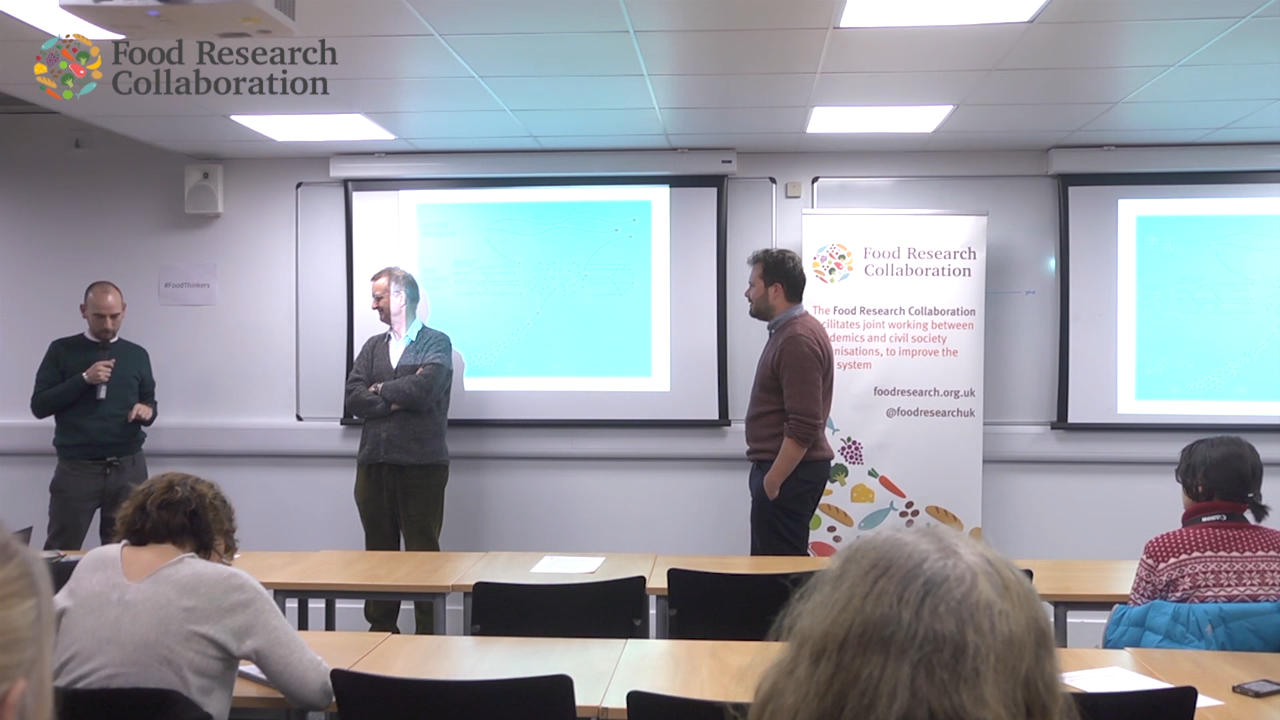 Food Research
Collaboration
#FoodThinkers
Food Research
Collaboration
The Food Research Collaboration
cilitates joint working between
demics and civil society
nisations, to improve the
system
foodresearch.org.uk
@foodresearchuk
Canon